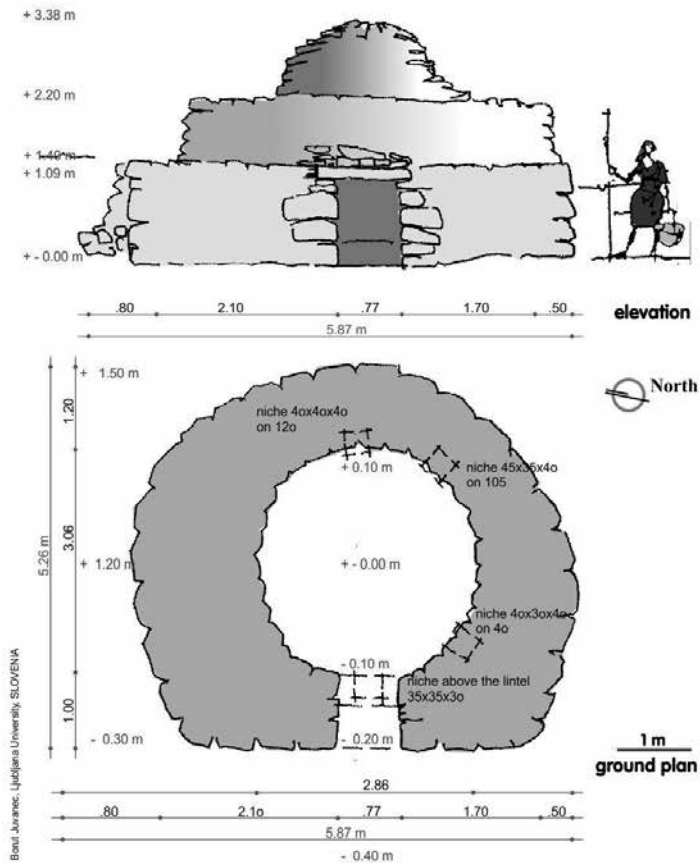 + 3.38 m
+ 2.20 m
+ 1.40 m
+ 1.09 m
+ - 0.00 m
.80 2.10 .77 1.70 .50
5.87 m
elevation
North
+ 1.50 m
niche 4ox4ox4o
on 12o
+ 0.10 m
niche 45x35x4o
on 105
1.20
3.06
5.26 m
+ 1.20 m
+ - 0.00 m
niche 4ox3ox4o
on 4o
- 0.10 m
niche above the lintel
35x35x3o
1.00
- 0.30 m
- 0.20 m
1 m
ground plan
2.86
.80 2.1o .77 1.70 .50
5.87 m
- 0.40 m
Borut Juvanec, Ljubljana University, SLOVENIA